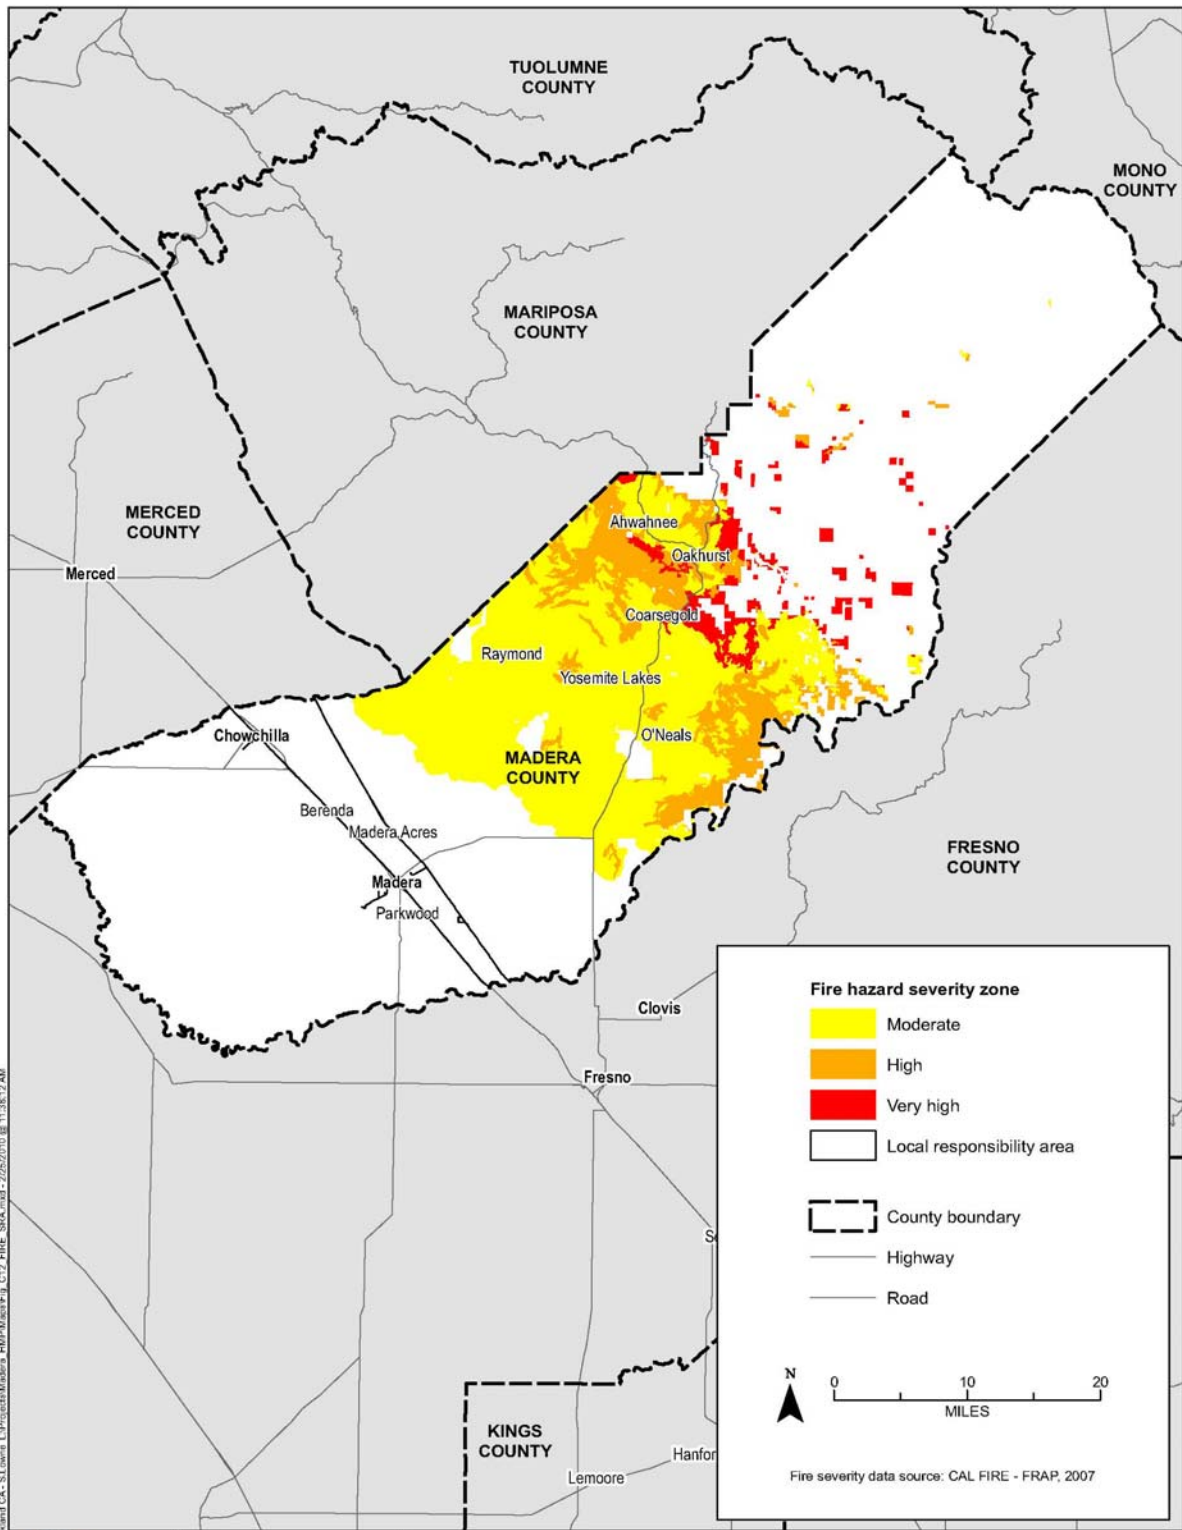 TUOLUMNE
COUNTY
MONO
COUNTY
MARIPOSA
COUNTY
MERCED
COUNTY
Ahwahnee
Oakhurst
Merced
Coarsegold
Raymond
Yosemite Lakes
Chowchilla
O'Neals
MADERA
COUNTY
Berenda
Madera Acres
FRESNO
COUNTY
Madera
Parkwood
Clovis
Fresno
Fire hazard severity zone
Moderate
High
Very high
Local responsibility area
County boundary
Highway
Road
N
0 10 20
MILES
Fire severity data source: CAL FIRE - FRAP, 2007
KINGS
COUNTY
Hanfor
Lemoore